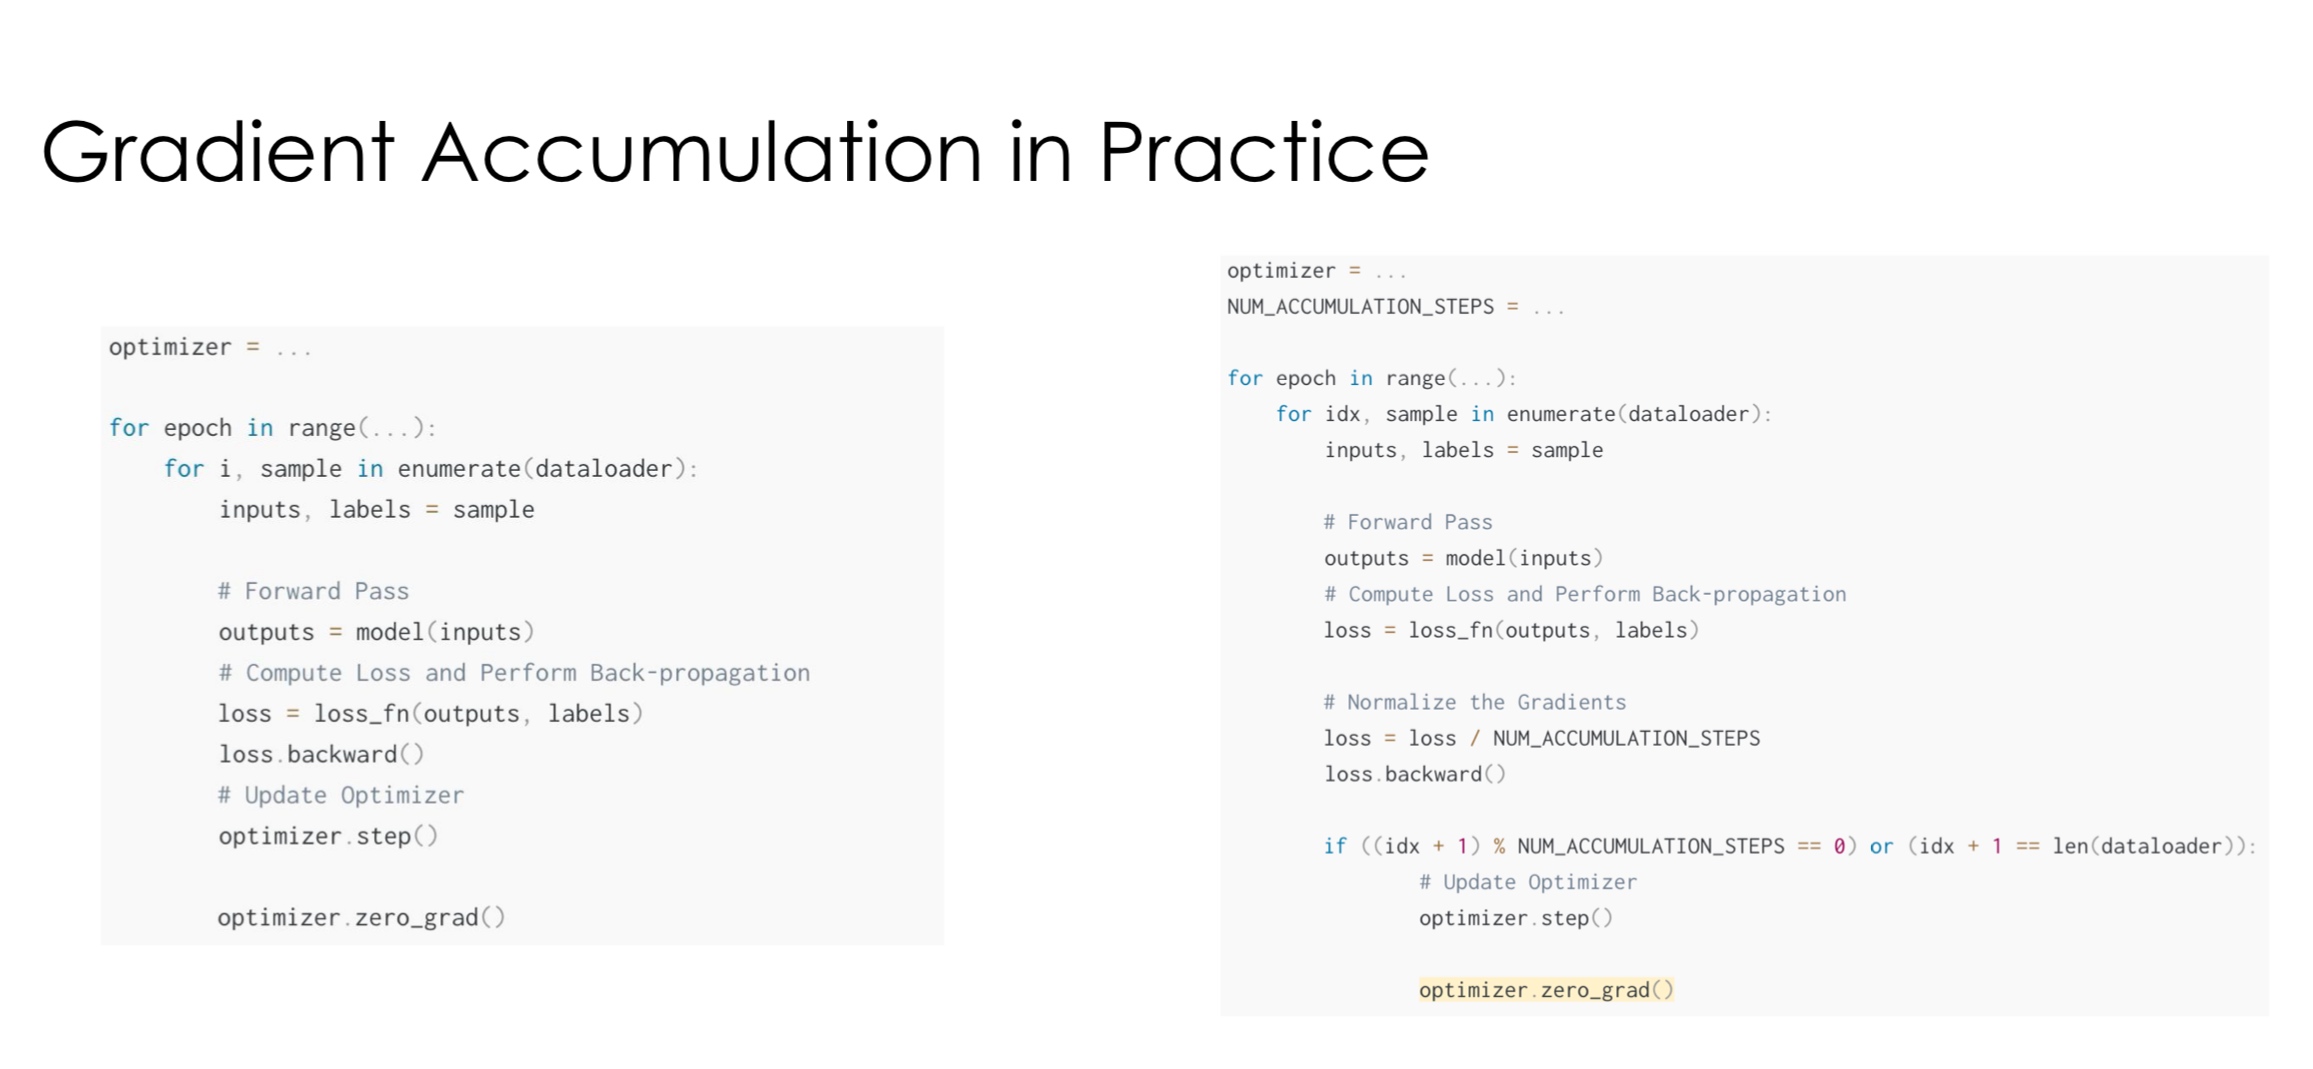 Gradient Accumulation in Practice
optimizer = ...
for epoch in range(...):
    for i, sample in enumerate(dataloader):
        inputs, labels = sample
        # Forward Pass
        outputs = model(inputs)
        # Compute Loss and Perform Back-propagation
        loss = loss_fn(outputs, labels)
        loss.backward()
        # Update Optimizer
        optimizer.step()
        optimizer.zero_grad()
optimizer = ...
NUM_ACCUMULATION_STEPS = ...
for epoch in range(...):
    for idx, sample in enumerate(dataloader):
        inputs, labels = sample
        # Forward Pass
        outputs = model(inputs)
        # Compute Loss and Perform Back-propagation
        loss = loss_fn(outputs, labels)
        # Normalize the Gradients
        loss = loss / NUM_ACCUMULATION_STEPS
        loss.backward()
        if ((idx + 1) % NUM_ACCUMULATION_STEPS == 0) or (idx + 1 == len(dataloader)):
                # Update Optimizer
                optimizer.step()
                optimizer.zero_grad()